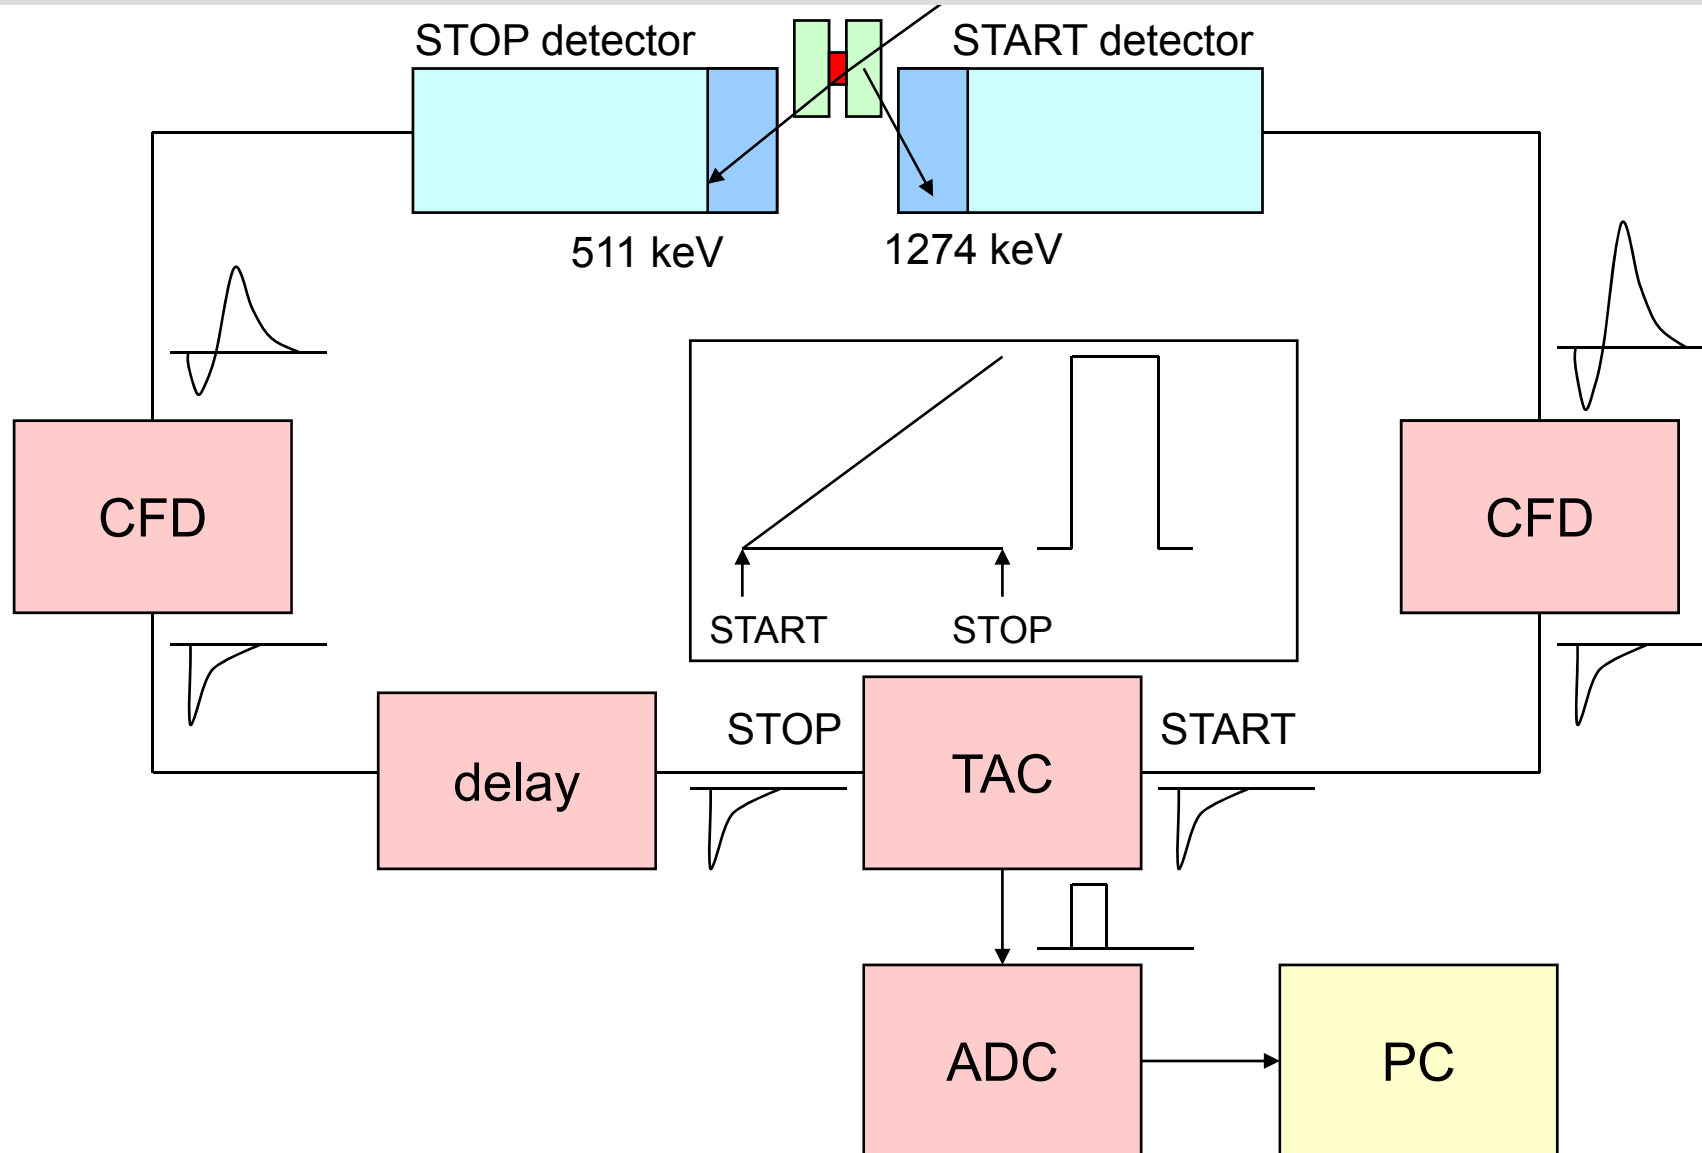 STOP detector
START detector
511 keV
1274 keV
CFD
CFD
START
STOP
delay
STOP
TAC
START
ADC
PC